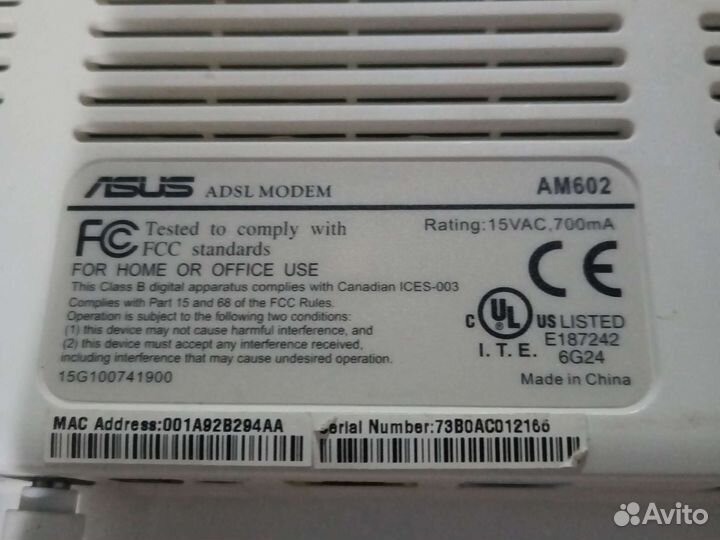 ASUS ADSL MODEM AM602
FC Tested to comply with
FCC standards
Rating:15VAC,700mA
FOR HOME OR OFFICE USE
CE
This Class B digital apparatus complies with Canadian ICES-003
Complies with Part 15 and 68 of the FCC Rules.
Operation is subject to the following two conditions:
(1) this device may not cause harmful interference, and
(2) this device must accept any interference received,
including interference that may cause undesired operation.
C UL US LISTED
I.T.E. E187242
6G24
15G100741900
Made in China
MAC Address:001A92B294AA
Serial Number:73B0AC012166
Avito